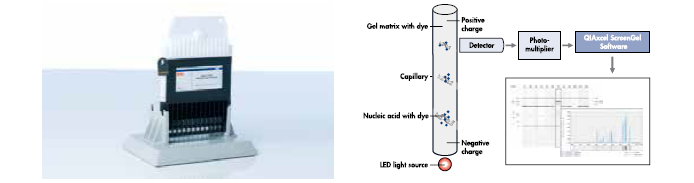 Gel matrix with dye
Positive
charge
Detector
Photo-
multiplier
QIAxcel ScreenGel
Software
Capillary
Nucleic acid with dye
Negative
charge
LED light source